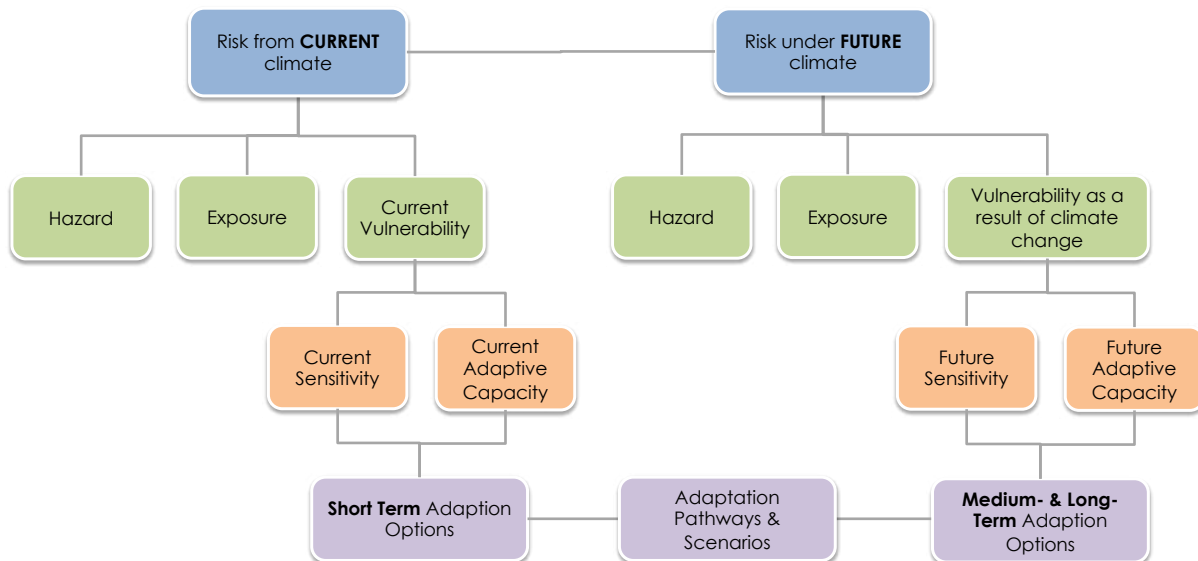 Risk from CURRENT
climate
Risk under FUTURE
climate
Hazard
Exposure
Current
Vulnerability
Hazard
Exposure
Vulnerability as a
result of climate
change
Current
Sensitivity
Current
Adaptive
Capacity
Future
Sensitivity
Future
Adaptive
Capacity
Short Term Adaption
Options
Adaptation
Pathways &
Scenarios
Medium- & Long-
Term Adaption
Options